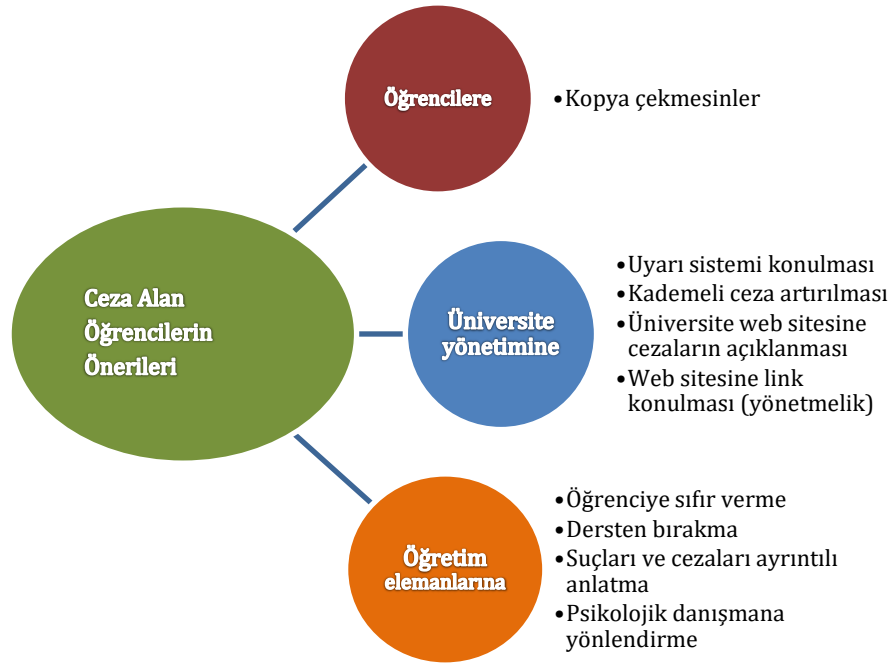 Öğrencilere
•Kopya çekmesinler
Ceza Alan
Öğrencilerin
Önerileri
Üniversite
yönetimine
•Uyarı sistemi konulması
•Kademeli ceza artırılması
•Üniversite web sitesine
cezaların açıklanması
•Web sitesine link
konulması (yönetmelik)
Öğretim
elemanlarına
•Öğrenciye sıfır verme
•Dersten bırakma
•Suçları ve cezaları ayrıntılı
anlatma
•Psikolojik danışmana
yönlendirme